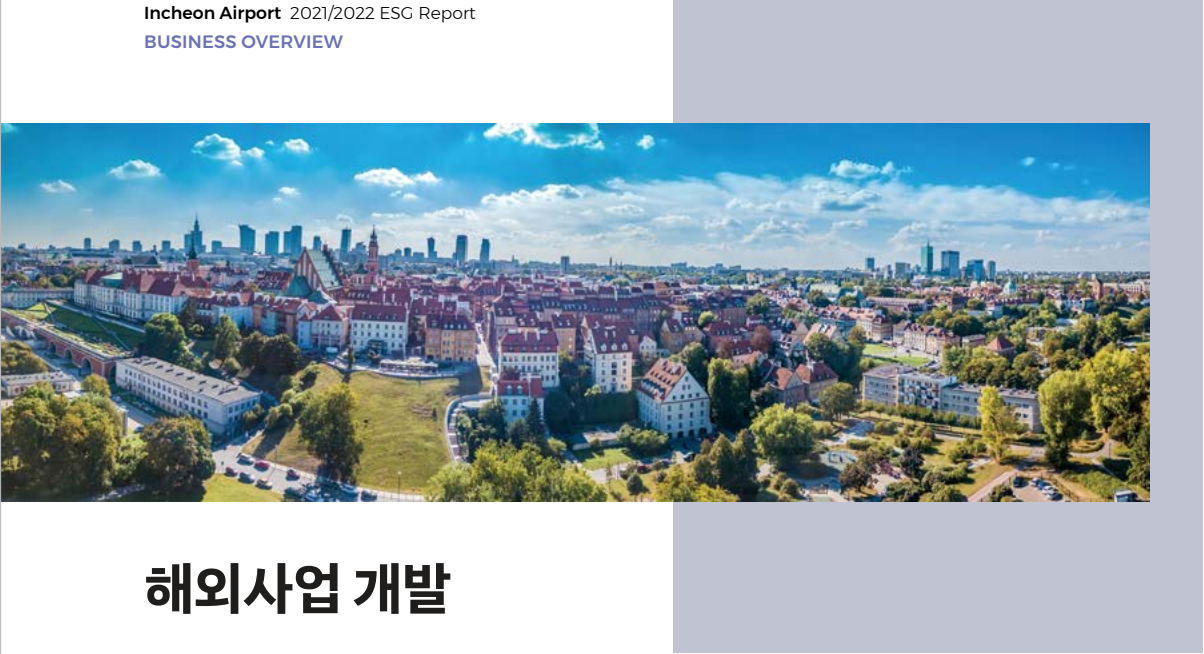 Incheon Airport 2021/2022 ESG Report
BUSINESS OVERVIEW
해외사업 개발